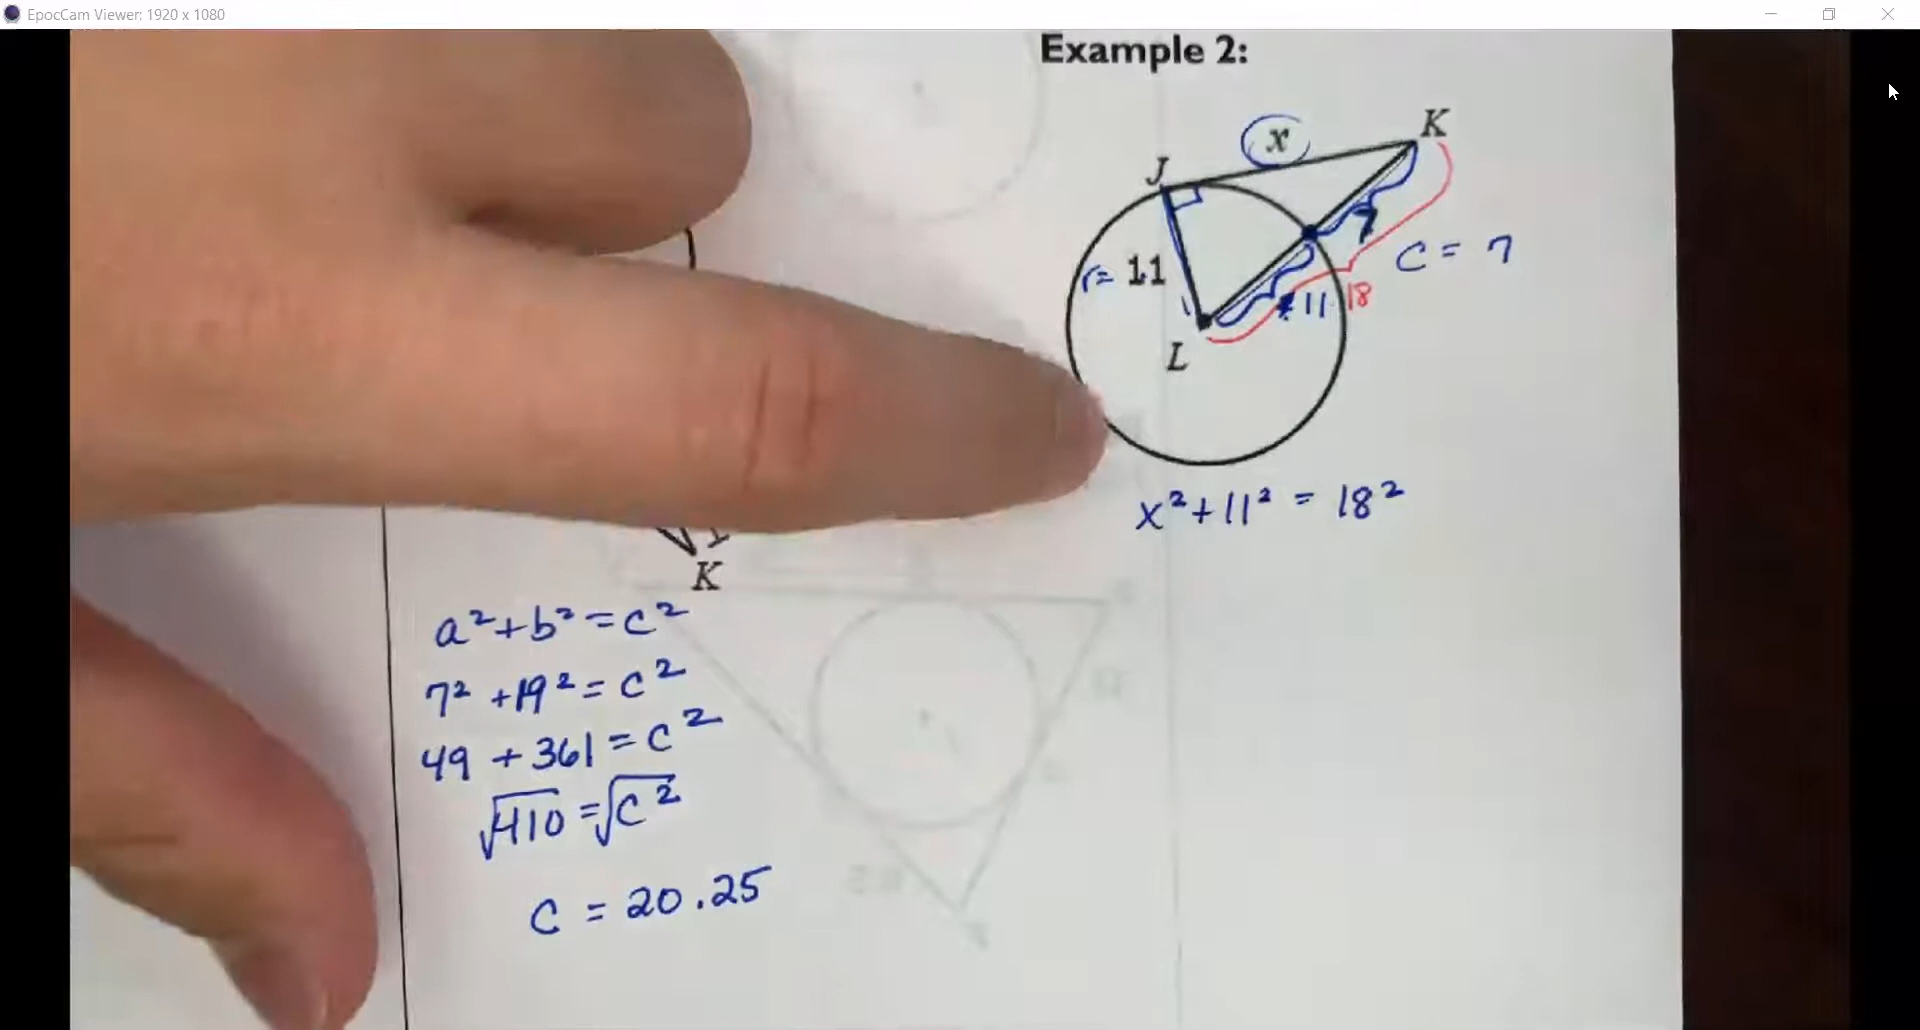 EpocCam Viewer: 1920 x 1080
Example 2:
K
x
J
7
C = 7
r= 11
11 18
L
x² + 11² = 18²
K
a² + b² = c²
7² + 19² = c²
49 + 361 = c²
√410 = √c²
C = 20.25